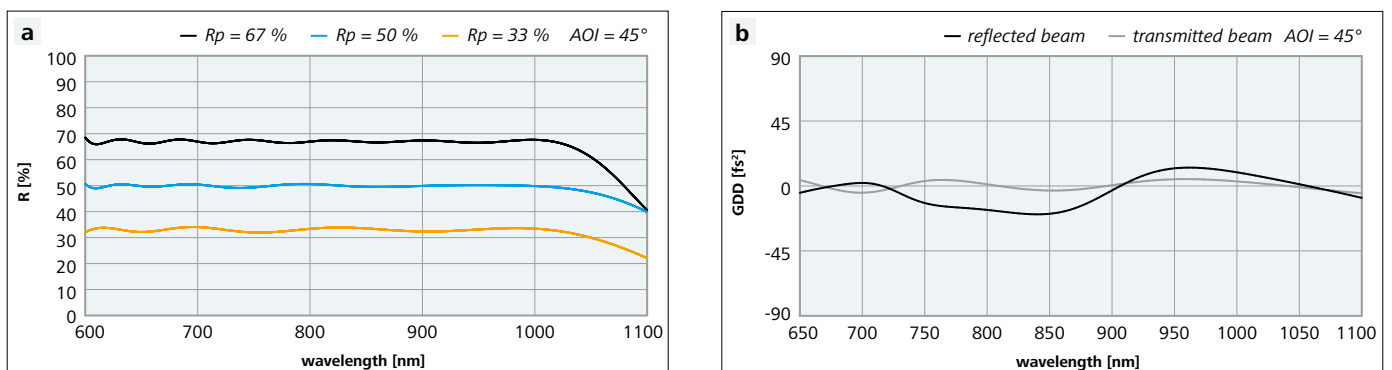 a
Rp = 67 % Rp = 50 % Rp = 33 % AOI = 45°
100
90
80
70
60
50
40
30
20
10
0
R [%]
600 700 800 900 1000 1100
wavelength [nm]
b
reflected beam transmitted beam AOI = 45°
90
45
0
-45
-90
GDD [fs²]
650 700 750 800 850 900 950 1000 1050 1100
wavelength [nm]